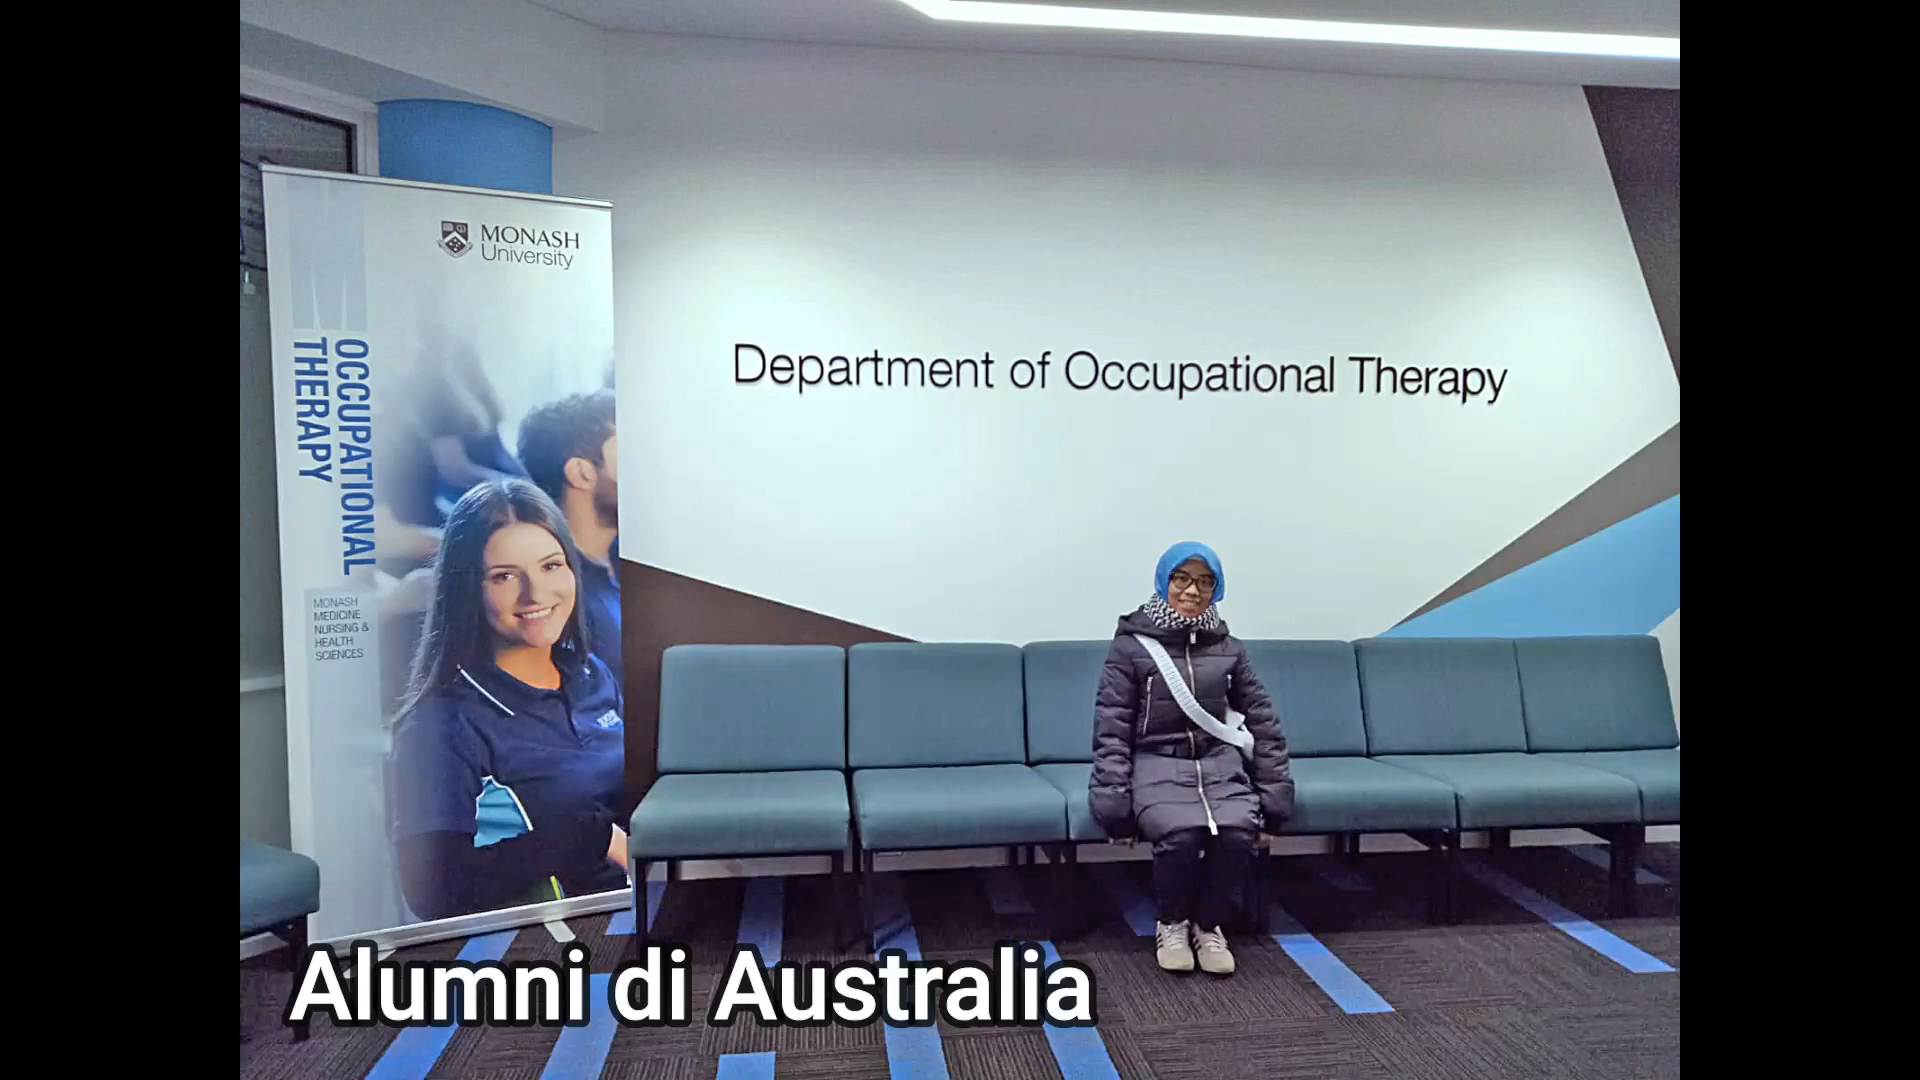 MONASH
University
OCCUPATIONAL
THERAPY
MONASH
MEDICINE
NURSING &
HEALTH
SCIENCES
Department of Occupational Therapy
Alumni di Australia